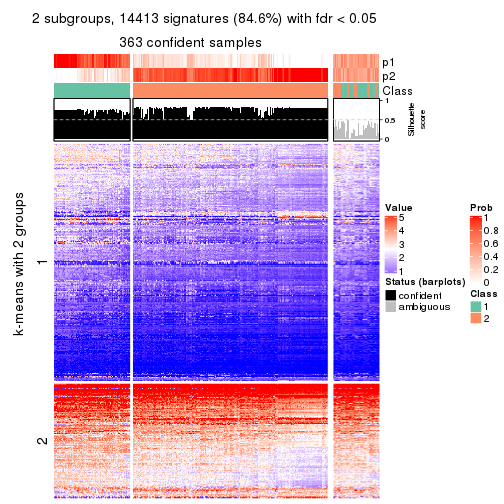 2 subgroups, 14413 signatures (84.6%) with fdr < 0.05
363 confident samples
p1
p2
Class
1
0.5
0
Silhouette
score
k-means with 2 groups
1
2
Value
5
4
3
2
1
Prob
1
0.8
0.6
0.4
0.2
0
Status (barplots)
confident
ambiguous
Class
1
2